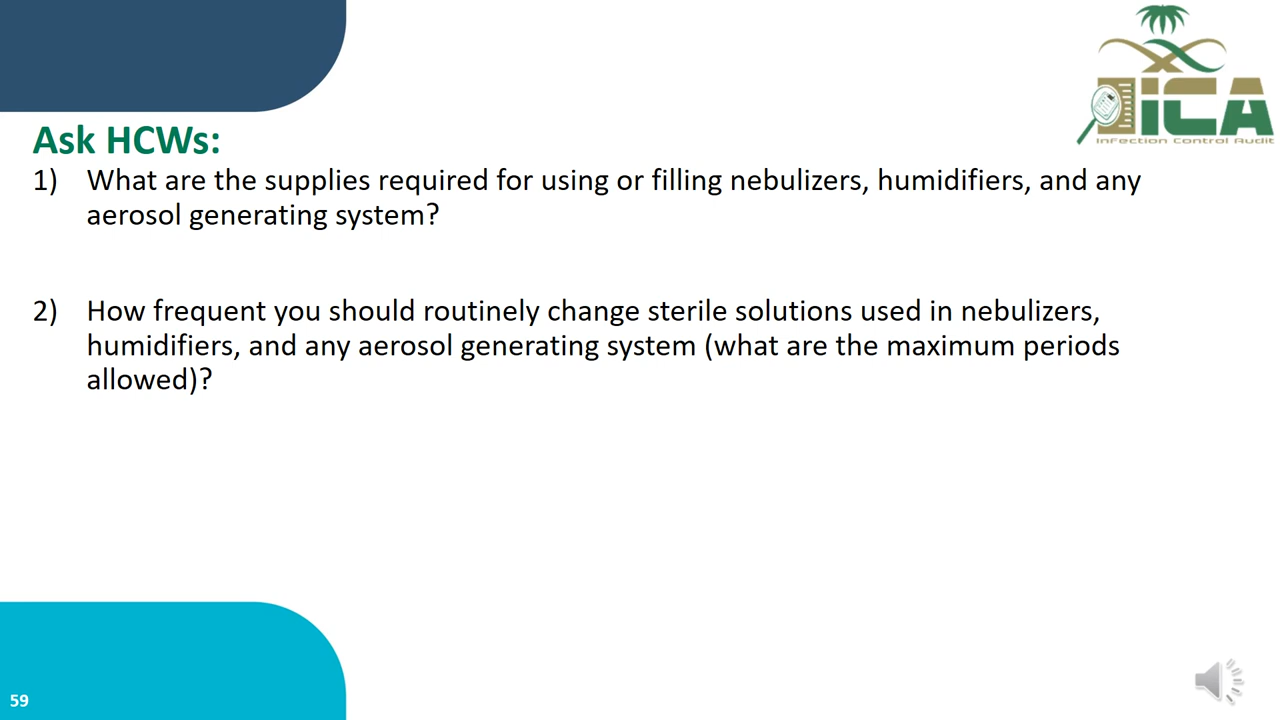 iCA
Infection Control Audit
Ask HCWs:
1) What are the supplies required for using or filling nebulizers, humidifiers, and any
aerosol generating system?
2) How frequent you should routinely change sterile solutions used in nebulizers,
humidifiers, and any aerosol generating system (what are the maximum periods
allowed)?
59